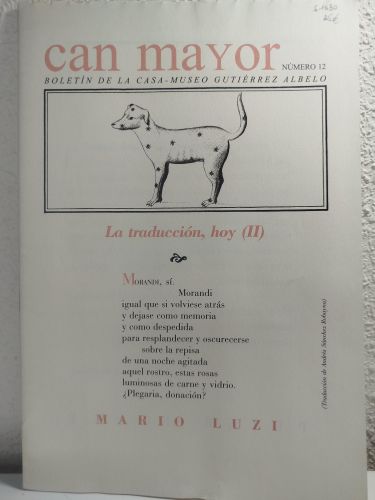 S-1630
can mayor
NÚMERO 12
BOLETÍN DE LA CASA-MUSEO GUTIÉRREZ ALBELO
La traducción, hoy (II)
MORANDI, sí.
Morandi
igual que si volviese atrás
y dejase como memoria
y como despedida
para resplandecer y oscurecerse
sobre la repisa
de una noche agitada
aquel rostro, estas rosas
luminosas de carne y vidrio.
¿Plegaria, donación?
(Traducción de Andrés Sánchez Robayna)
MARIO LUZI